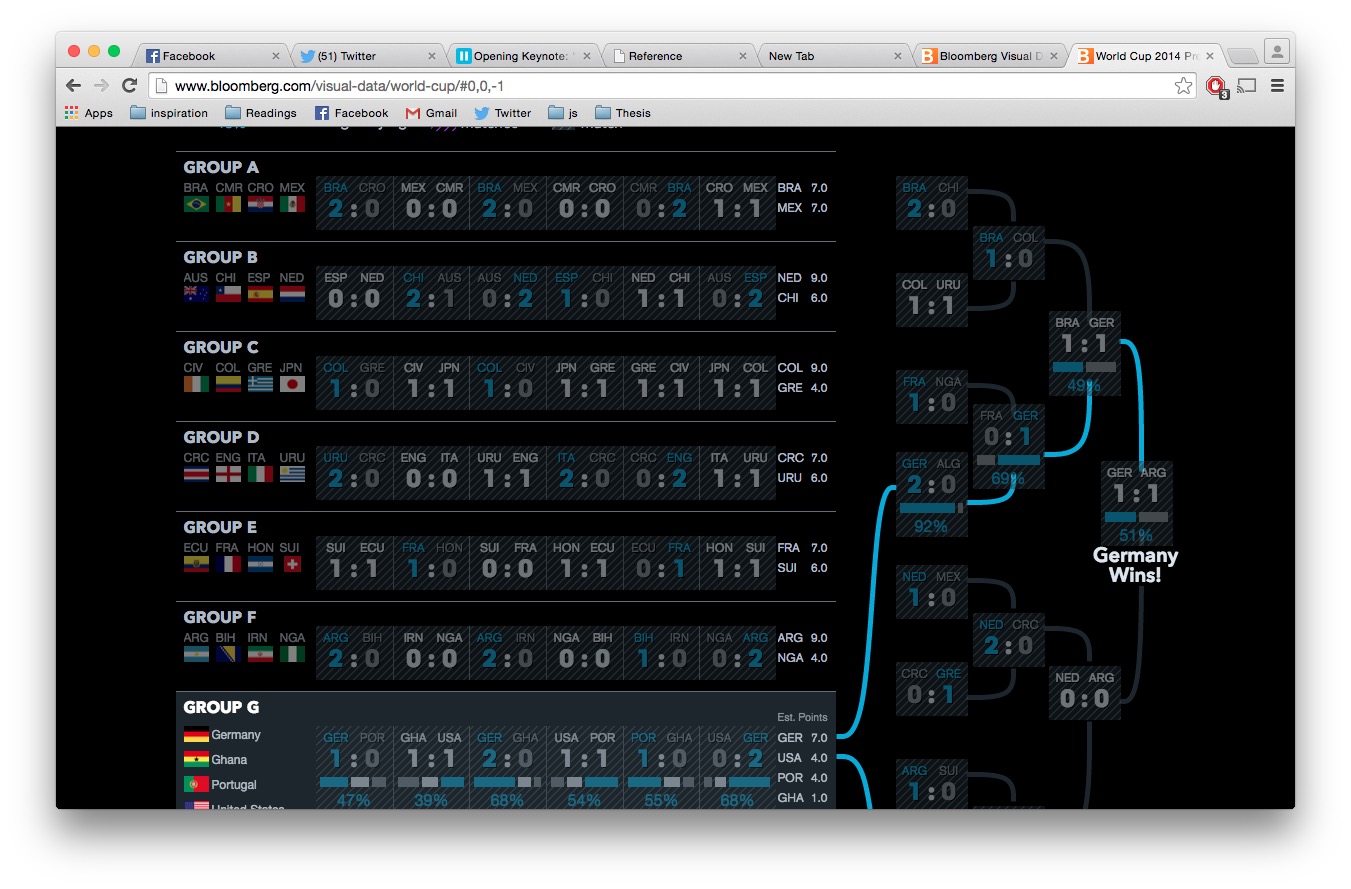 Facebook
(51) Twitter
Opening Keynote: "
Reference
New Tab
Bloomberg Visual D
World Cup 2014 Pre
www.bloomberg.com/visual-data/world-cup/#0,0,-1
3
Apps inspiration Readings Facebook Gmail Twitter js Thesis
GROUP A
BRA CMR CRO MEX
BRA CRO MEX CMR BRA MEX CMR CRO CMR BRA CRO MEX
2:0 0:0 2:0 0:0 0:2 1:1
BRA 7.0
MEX 7.0
GROUP B
AUS CHI ESP NED
ESP NED CHI AUS AUS NED ESP CHI NED CHI AUS ESP
0:0 2:1 0:2 1:0 1:1 0:2
NED 9.0
CHI 6.0
GROUP C
CIV COL GRE JPN
COL GRE CIV JPN COL CIV JPN GRE GRE CIV JPN COL
1:0 1:1 1:0 1:1 1:1 1:1
COL 9.0
GRE 4.0
GROUP D
CRC ENG ITA URU
URU CRC ENG ITA URU ENG ITA CRC CRC ENG ITA URU
2:0 0:0 1:1 2:0 0:2 1:1
CRC 7.0
URU 6.0
GROUP E
ECU FRA HON SUI
SUI ECU FRA HON SUI FRA HON ECU ECU FRA HON SUI
1:1 1:0 0:0 1:1 0:1 1:1
FRA 7.0
SUI 6.0
GROUP F
ARG BIH IRN NGA
ARG BIH IRN NGA ARG IRN NGA BIH BIH IRN NGA ARG
2:0 0:0 2:0 0:0 1:0 0:2
ARG 9.0
NGA 4.0
GROUP G
Germany
Ghana
Portugal
United States
GER POR GHA USA GER GHA USA POR POR GHA USA GER
1:0 1:1 2:0 1:1 1:0 0:2
47% 39% 68% 54% 55% 68%
Est. Points
GER 7.0
USA 4.0
POR 4.0
GHA 1.0
BRA CHI
2:0
COL URU
1:1
FRA NGA
1:0
GER ALG
2:0
92%
NED MEX
1:0
CRC GRE
0:1
ARG SUI
1:0
BRA COL
1:0
FRA GER
0:1
69%
NED CRC
2:0
BRA GER
1:1
49%
NED ARG
0:0
GER ARG
1:1
51%
Germany
Wins!